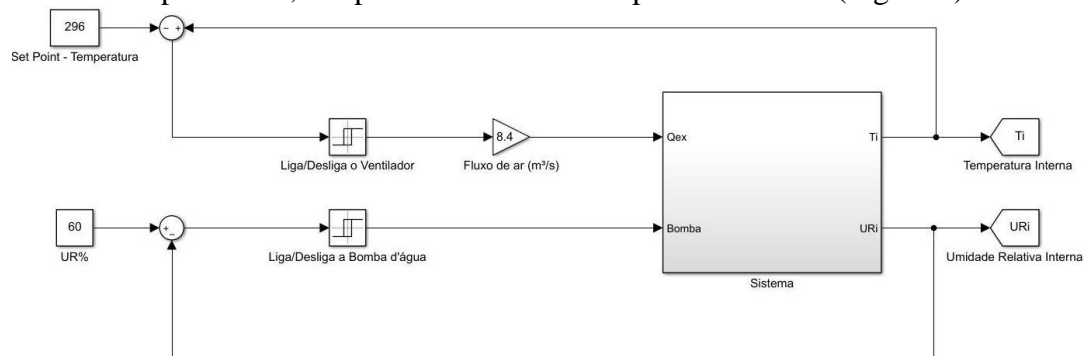 296
Set Point - Temperatura
Liga/Desliga o Ventilador
8.4
Fluxo de ar (m³/s)
Qex
Ti
Ti
Temperatura Interna
60
UR%
Liga/Desliga a Bomba d'água
Bomba
URi
URi
Umidade Relativa Interna
Sistema